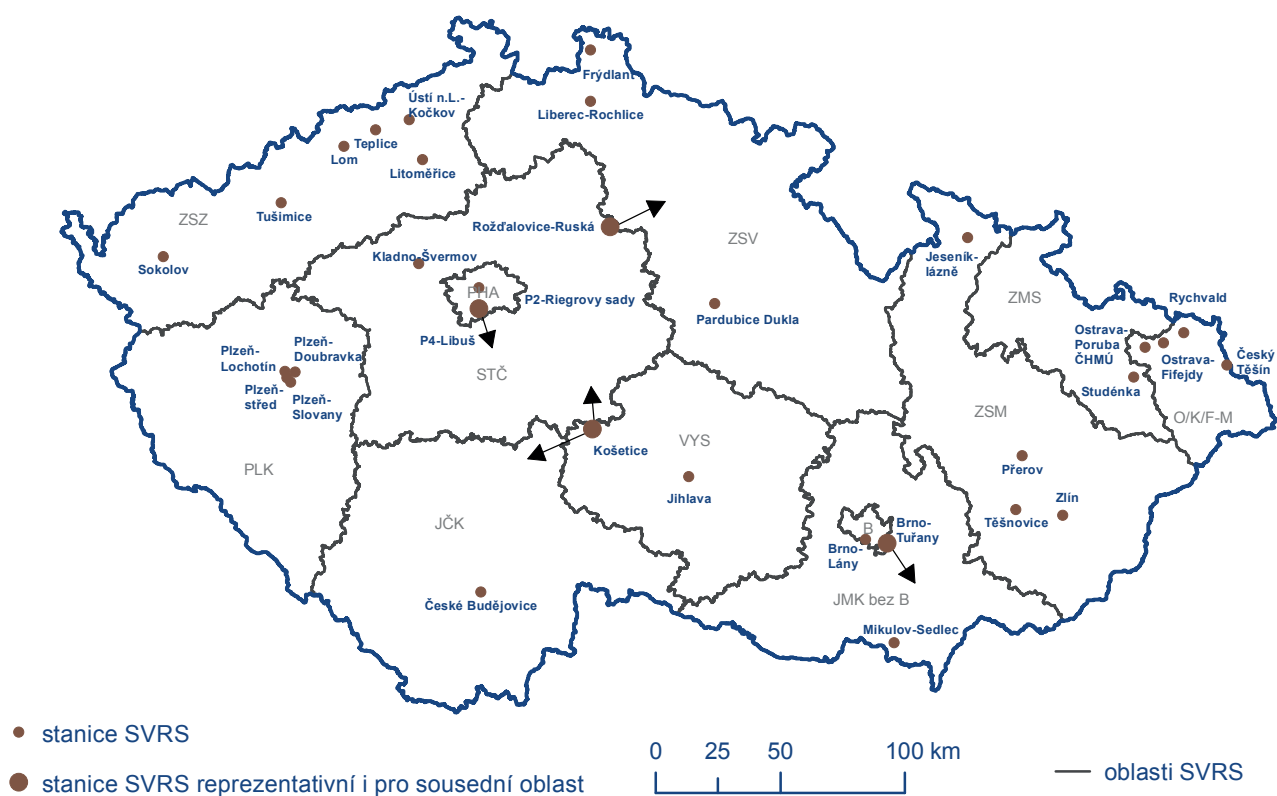 Frýdlant
Liberec-Rochlice
Ústí n.L.-
Kočkov
Teplice
Lom
Litoměřice
Tušimice
ZSZ
Sokolov
Rožďalovice-Ruská
ZSV
Kladno-Švermov
PHA
P2-Riegrovy sady
P4-Libuš
STČ
Pardubice Dukla
Jeseník-
lázně
ZMS
Rychvald
Ostrava-
Poruba
ČHMÚ
Ostrava-
Fifejdy
Český
Těšín
Studénka
O/K/F-M
Plzeň-
Lochotín
Plzeň-
Doubravka
Plzeň-
střed
Plzeň-
Slovany
PLK
ZSM
VYS
Košetice
Jihlava
Přerov
Zlín
Těšnovice
JČK
České Budějovice
B
Brno-
Tuřany
Brno-
Lány
JMK bez B
Mikulov-Sedlec
stanice SVRS
stanice SVRS reprezentativní i pro sousední oblast
0 25 50 100 km
oblasti SVRS